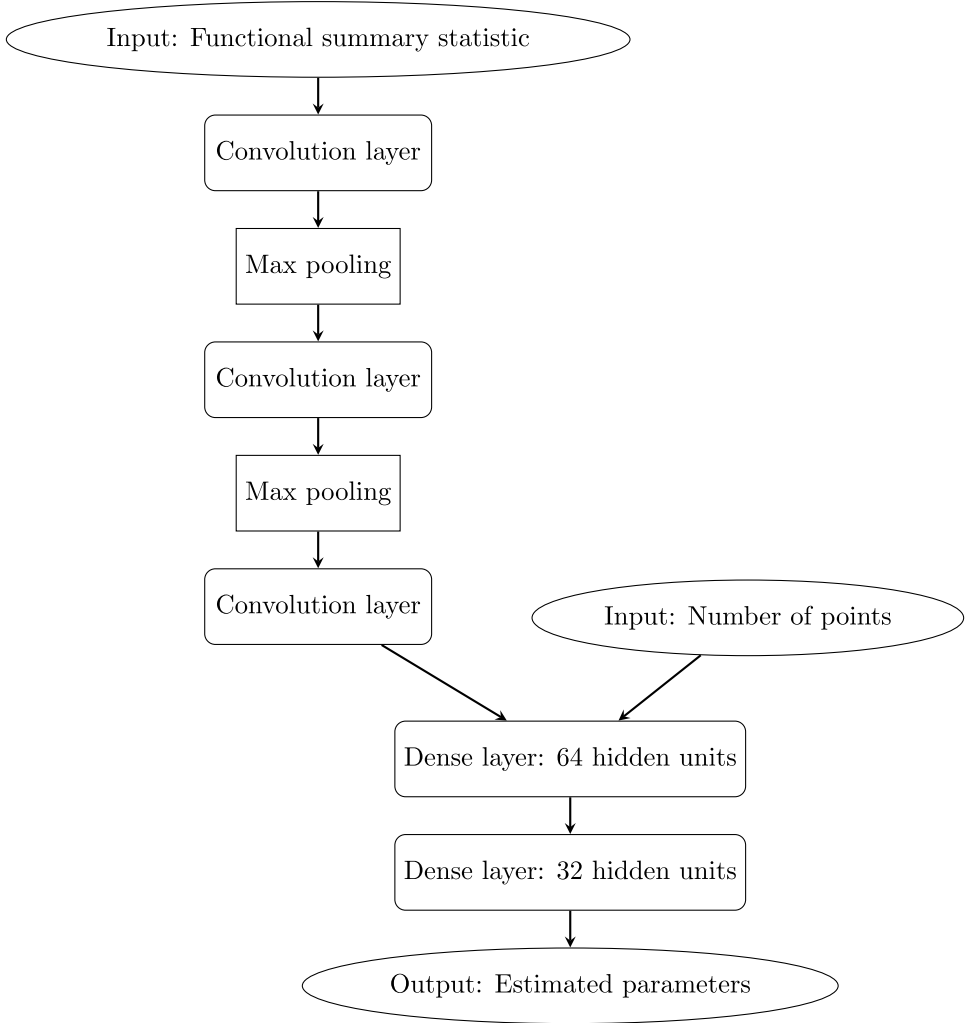 Input: Functional summary statistic
Convolution layer
Max pooling
Convolution layer
Max pooling
Convolution layer
Input: Number of points
Dense layer: 64 hidden units
Dense layer: 32 hidden units
Output: Estimated parameters